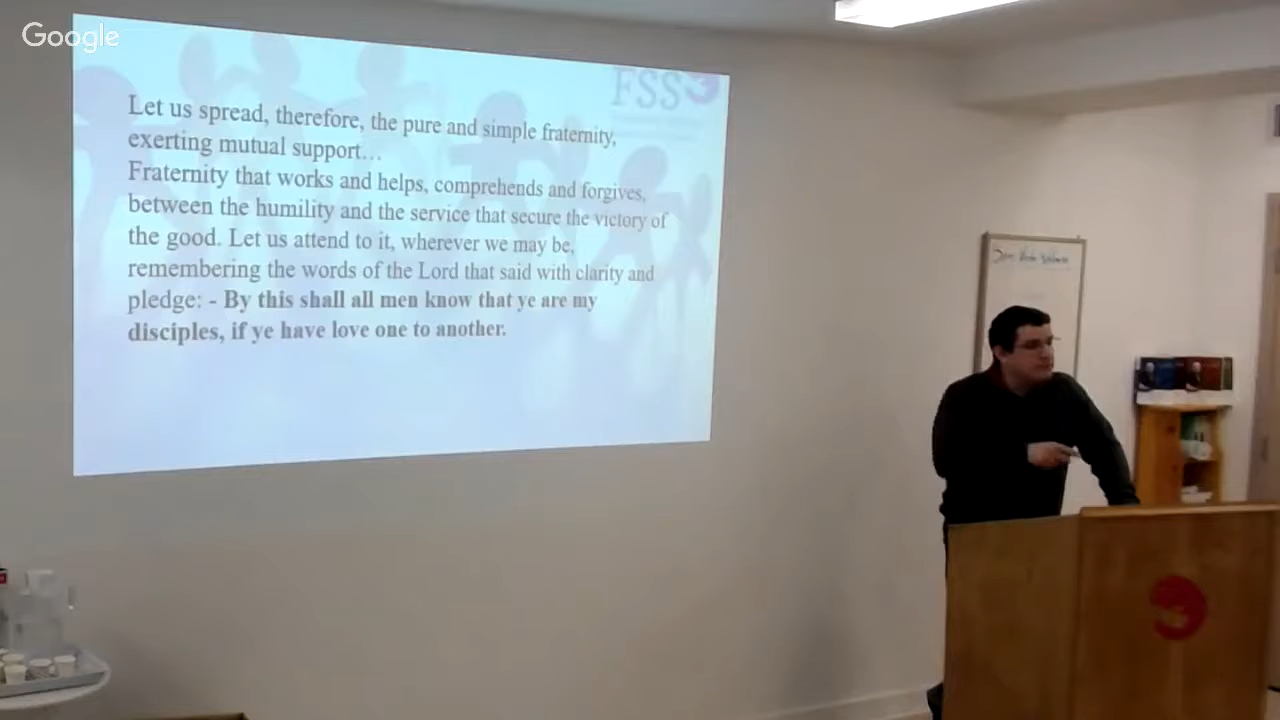 Google
FSS
Let us spread, therefore, the pure and simple fraternity,
exerting mutual support...
Fraternity that works and helps, comprehends and forgives,
between the humility and the service that secure the victory of
the good. Let us attend to it, wherever we may be,
remembering the words of the Lord that said with clarity and
pledge: - By this shall all men know that ye are my
disciples, if ye have love one to another.